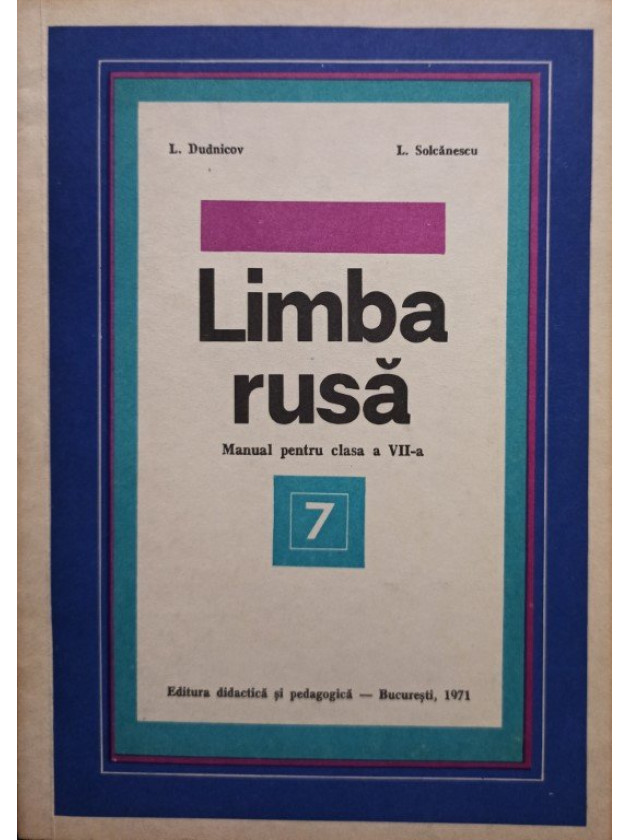 L. Dudnicov L. Solcănescu
Limba
rusă
Manual pentru clasa a VII-a
7
Editura didactică și pedagogică — București, 1971